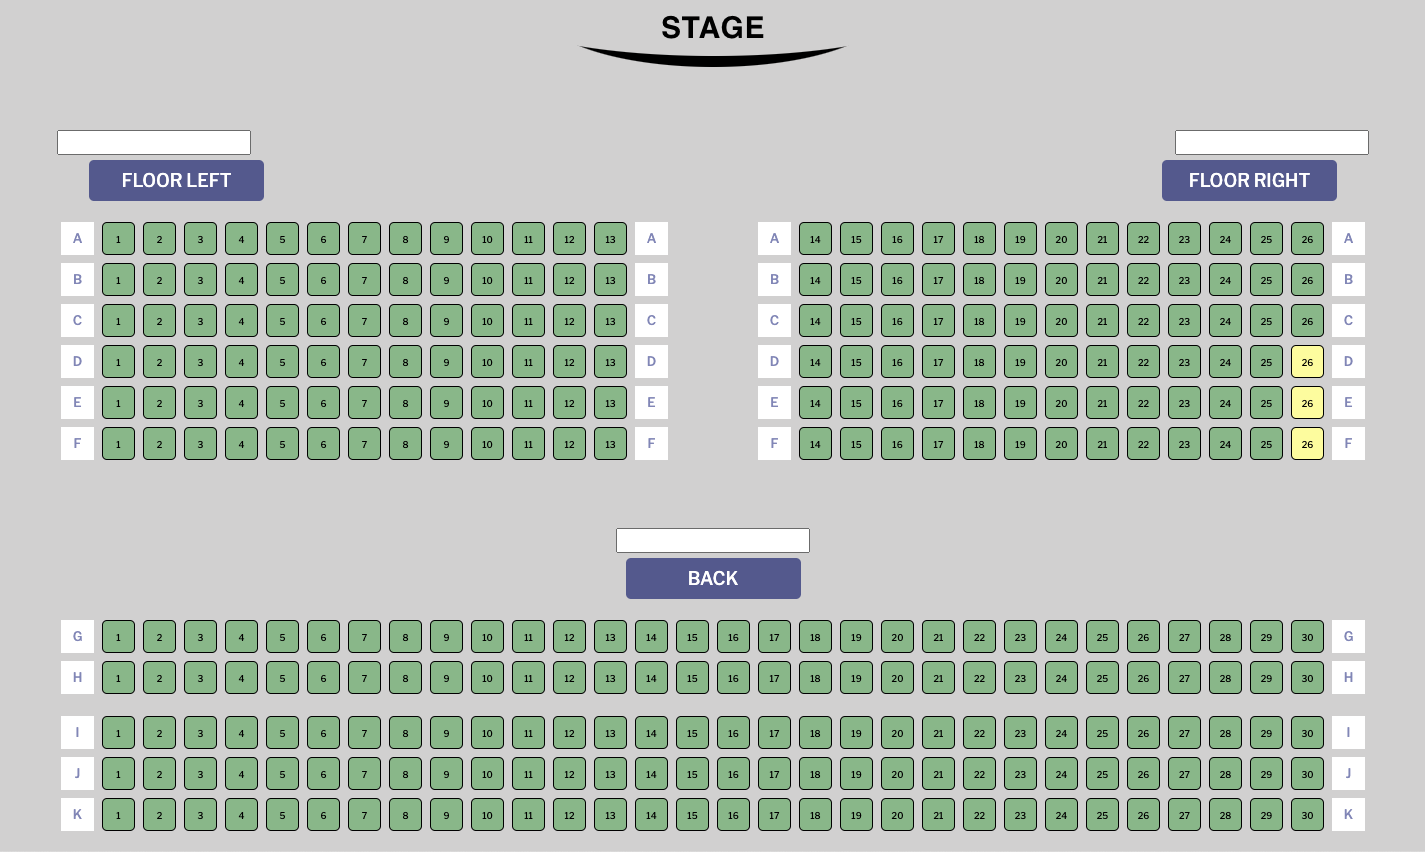 STAGE
FLOOR LEFT FLOOR RIGHT
A 1 2 3 4 5 6 7 8 9 10 11 12 13 A A 14 15 16 17 18 19 20 21 22 23 24 25 26 A
B 1 2 3 4 5 6 7 8 9 10 11 12 13 B B 14 15 16 17 18 19 20 21 22 23 24 25 26 B
C 1 2 3 4 5 6 7 8 9 10 11 12 13 C C 14 15 16 17 18 19 20 21 22 23 24 25 26 C
D 1 2 3 4 5 6 7 8 9 10 11 12 13 D D 14 15 16 17 18 19 20 21 22 23 24 25 26 D
E 1 2 3 4 5 6 7 8 9 10 11 12 13 E E 14 15 16 17 18 19 20 21 22 23 24 25 26 E
F 1 2 3 4 5 6 7 8 9 10 11 12 13 F F 14 15 16 17 18 19 20 21 22 23 24 25 26 F
BACK
G 1 2 3 4 5 6 7 8 9 10 11 12 13 14 15 16 17 18 19 20 21 22 23 24 25 26 27 28 29 30 G
H 1 2 3 4 5 6 7 8 9 10 11 12 13 14 15 16 17 18 19 20 21 22 23 24 25 26 27 28 29 30 H
I 1 2 3 4 5 6 7 8 9 10 11 12 13 14 15 16 17 18 19 20 21 22 23 24 25 26 27 28 29 30 I
J 1 2 3 4 5 6 7 8 9 10 11 12 13 14 15 16 17 18 19 20 21 22 23 24 25 26 27 28 29 30 J
K 1 2 3 4 5 6 7 8 9 10 11 12 13 14 15 16 17 18 19 20 21 22 23 24 25 26 27 28 29 30 K